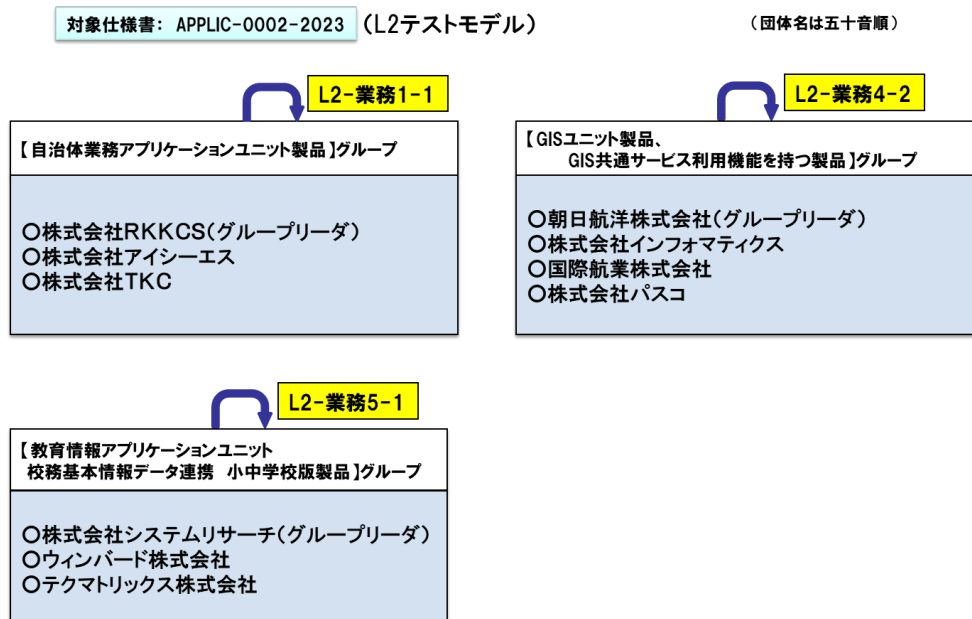 対象仕様書: APPLIC-0002-2023 (L2テストモデル) (団体名は五十音順)
L2-業務1-1
【自治体業務アプリケーションユニット製品】グループ
○株式会社RKKCS(グループリーダ)
○株式会社アイシーエス
○株式会社TKC
L2-業務4-2
【GISユニット製品、
GIS共通サービス利用機能を持つ製品】グループ
○朝日航洋株式会社(グループリーダ)
○株式会社インフォマティクス
○国際航業株式会社
○株式会社パスコ
L2-業務5-1
【教育情報アプリケーションユニット
校務基本情報データ連携 小中学校版製品】グループ
○株式会社システムリサーチ(グループリーダ)
○ウィンバード株式会社
○テクマトリックス株式会社